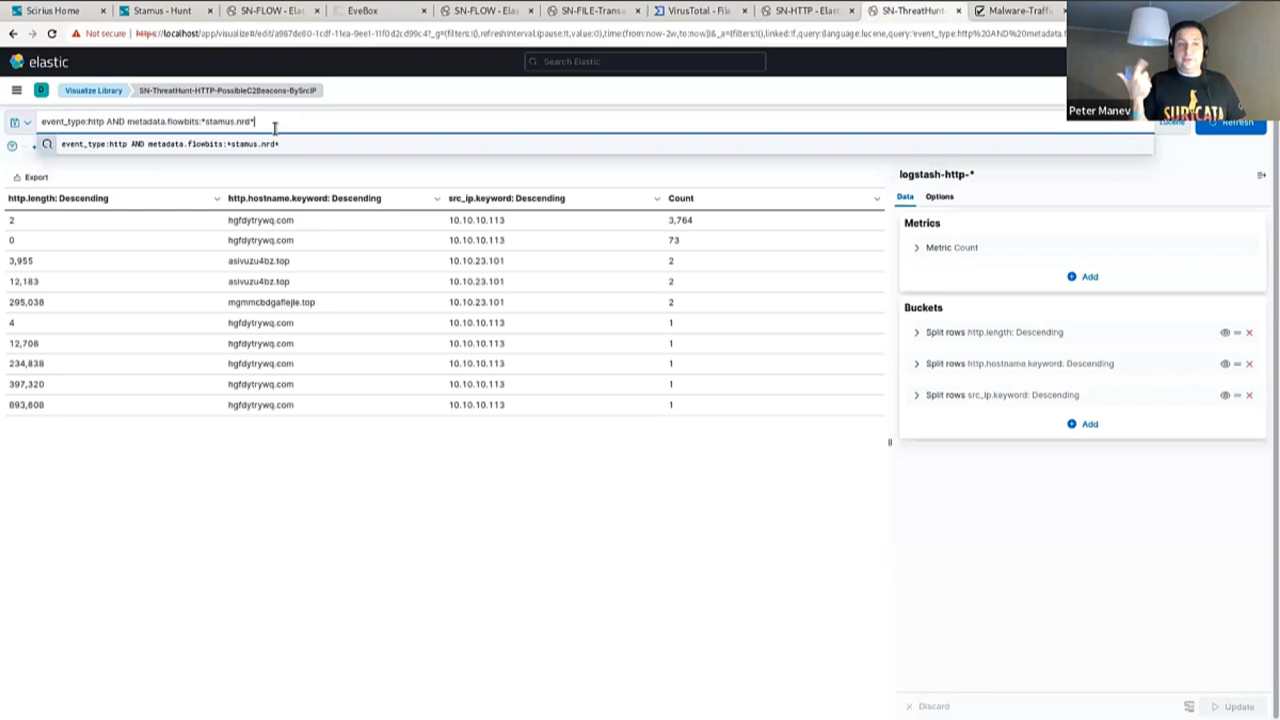 Scirius Home × Stamus - Hunt × SN-FLOW - Elas × EveBox × SN-FLOW - Elas × SN-FILE-Transa × VirusTotal - File × SN-HTTP - Elast × SN-ThreatHunt- × Malware-Traffi
Not secure https://localhost/app/visualize#/edit/
elastic
Search Elastic
D Visualize Library SN-ThreatHunt-HTTP-PossibleC2Beacons-BySrcIP
event_type:http AND metadata.flowbits:*stamus.nrd*
Lucene Refresh
event_type:http AND metadata.flowbits:*stamus.nrd*
Peter Manev
SURICATA
Export
http.length: Descending http.hostname.keyword: Descending src_ip.keyword: Descending Count
2 hgfdytrywq.com 10.10.10.113 3,764
0 hgfdytrywq.com 10.10.10.113 73
3,955 asivuzu4bz.top 10.10.23.101 2
12,183 asivuzu4bz.top 10.10.23.101 2
295,038 10.10.23.101 2
4 hgfdytrywq.com 10.10.10.113 1
12,708 hgfdytrywq.com 10.10.10.113 1
234,838 hgfdytrywq.com 10.10.10.113 1
397,320 hgfdytrywq.com 10.10.10.113 1
893,608 hgfdytrywq.com 10.10.10.113 1
logstash-http-*
Data Options
Metrics
Metric Count
Add
Buckets
Split rows http.length: Descending
Split rows http.hostname.keyword: Descending
Split rows src_ip.keyword: Descending
Add
Discard Update